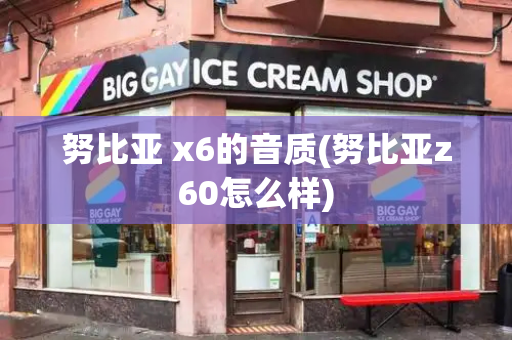 BIG GAY ICE CREAM SHOP
努比亚 x6的音质(努比亚z
60怎么样)
BIG GAY
ICE CREAM SHOP
BIG GAY
ICE CREAM SHOP